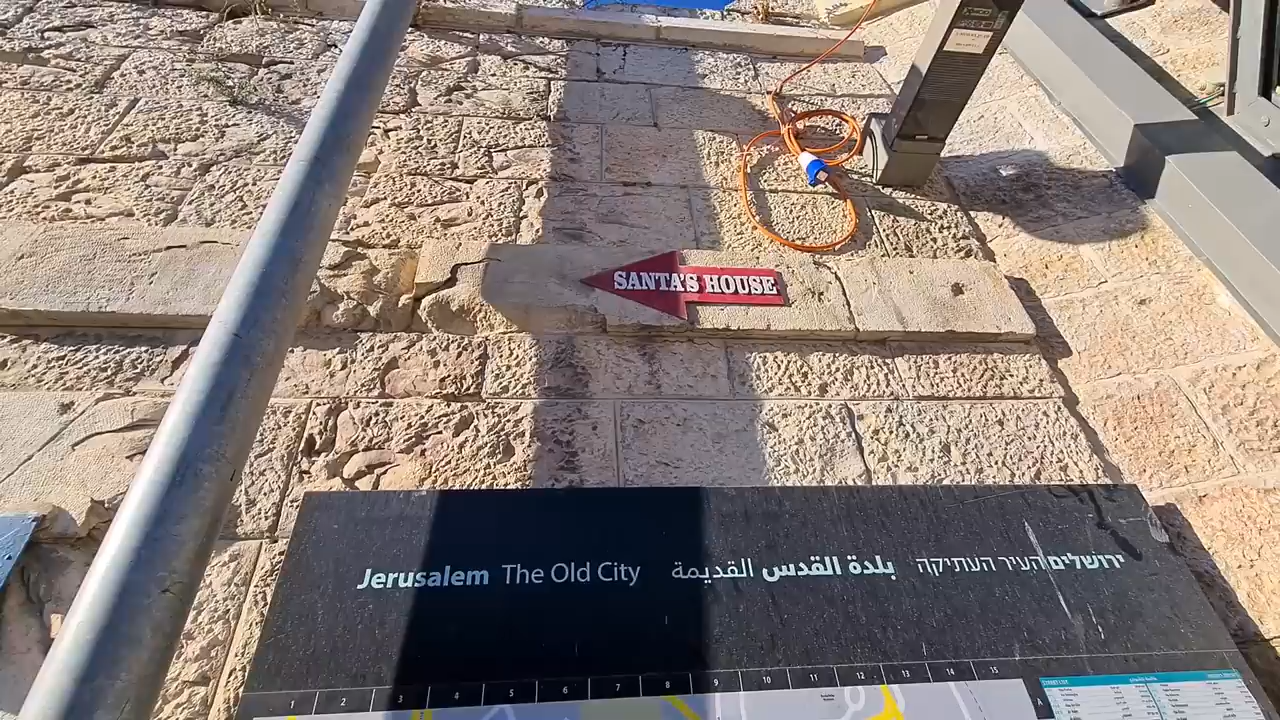 SANTA'S HOUSE
Jerusalem The Old City بلدة القدس القديمة ירושלים העיר העתיקה
1 2 3 4 5 6 7 8 9 10 11 12 13 14 15
A